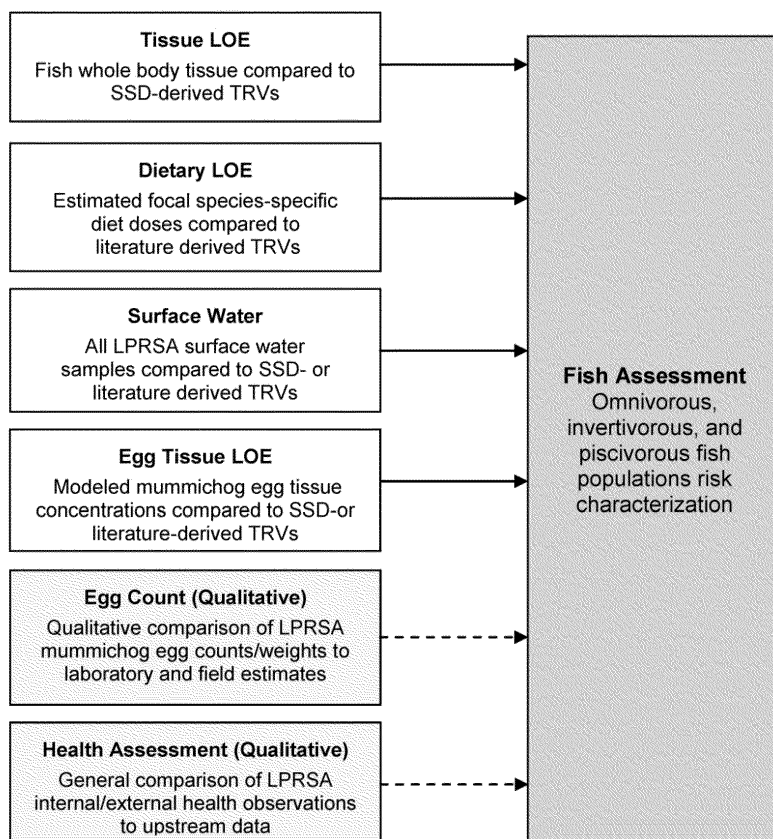 Tissue LOE
Fish whole body tissue compared to
SSD-derived TRVs
Dietary LOE
Estimated focal species-specific
diet doses compared to
literature derived TRVs
Surface Water
All LPRSA surface water
samples compared to SSD- or
literature derived TRVs
Egg Tissue LOE
Modeled mummichog egg tissue
concentrations compared to SSD-or
literature-derived TRVs
Egg Count (Qualitative)
Qualitative comparison of LPRSA
mummichog egg counts/weights to
laboratory and field estimates
Health Assessment (Qualitative)
General comparison of LPRSA
internal/external health observations
to upstream data
Fish Assessment
Omnivorous,
invertivorous, and
piscivorous fish
populations risk
characterization